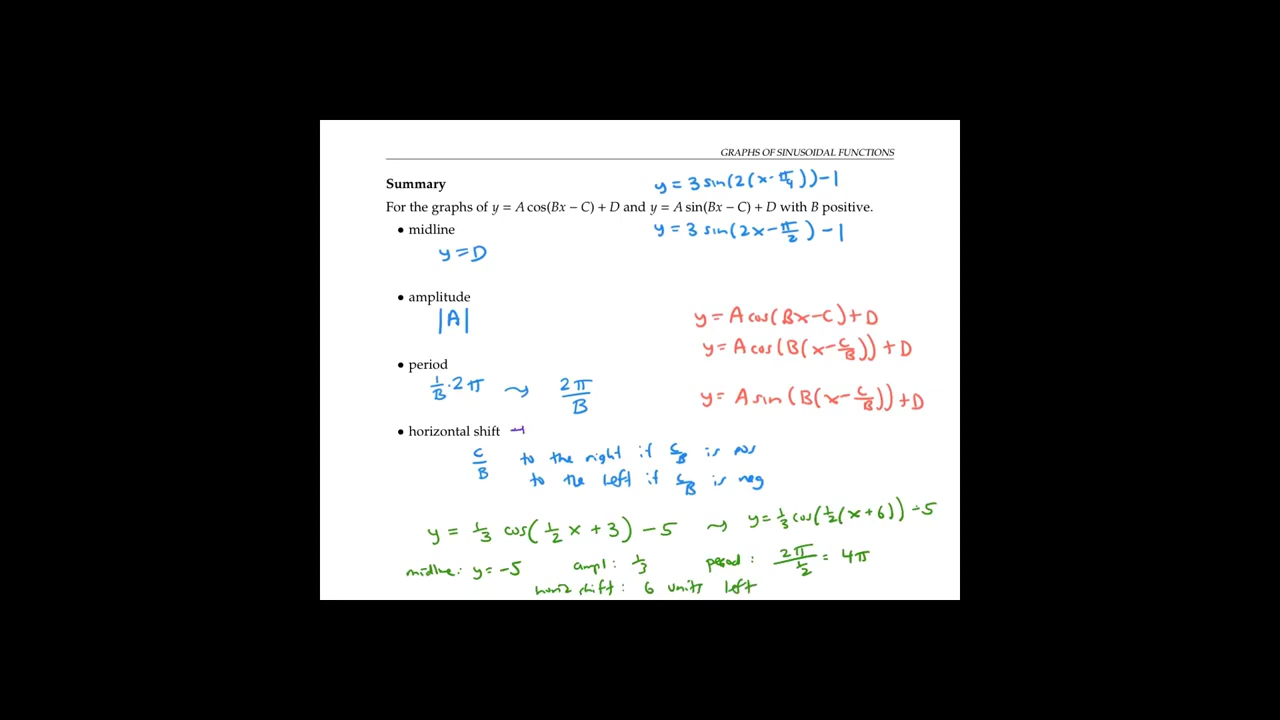 GRAPHS OF SINUSOIDAL FUNCTIONS
Summary
y = 3 sin(2(x - π/4)) - 1
For the graphs of y = A cos(Bx − C) + D and y = A sin(Bx − C) + D with B positive.
• midline
y = 3 sin(2x - π/2) - 1
y = D
• amplitude
|A|
y = A cos(Bx - C) + D
y = A cos(B(x - C/B)) + D
• period
1/B · 2π ⤳ 2π/B
y = A sin(B(x - C/B)) + D
• horizontal shift
C/B to the right if C/B is pos
to the left if C/B is neg
y = 1/3 cos(1/2 x + 3) - 5 ⤳ y = 1/3 cos(1/2(x + 6)) - 5
midline: y = -5 ampl: 1/3 period: 2π/(1/2) = 4π
horiz shift: 6 units left